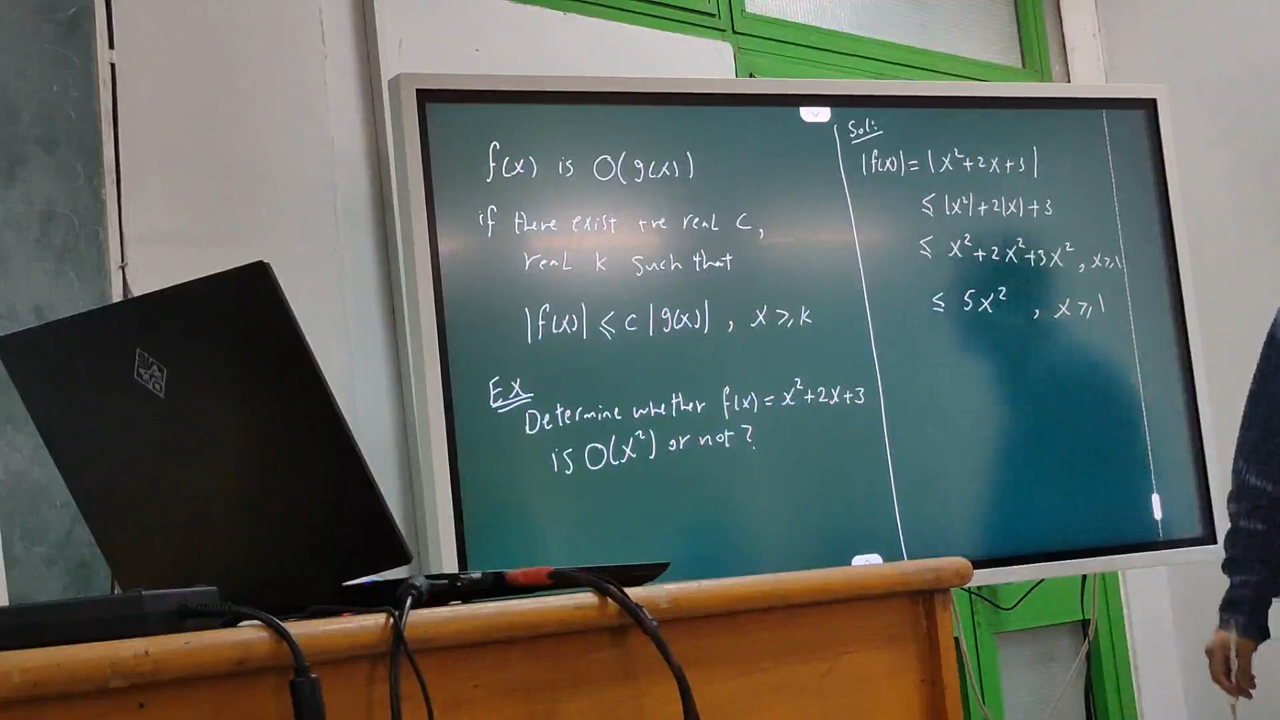 f(x) is O(g(x))
if there exist +ve real c,
real k such that
|f(x)| ≤ c |g(x)| , x ≥ k
Ex
Determine whether f(x) = x²+2x+3
is O(x²) or not?
Sol:
|f(x)| = |x²+2x+3|
≤ |x²|+2|x|+3
≤ x²+2x²+3x² , x≥1
≤ 5x² , x≥1